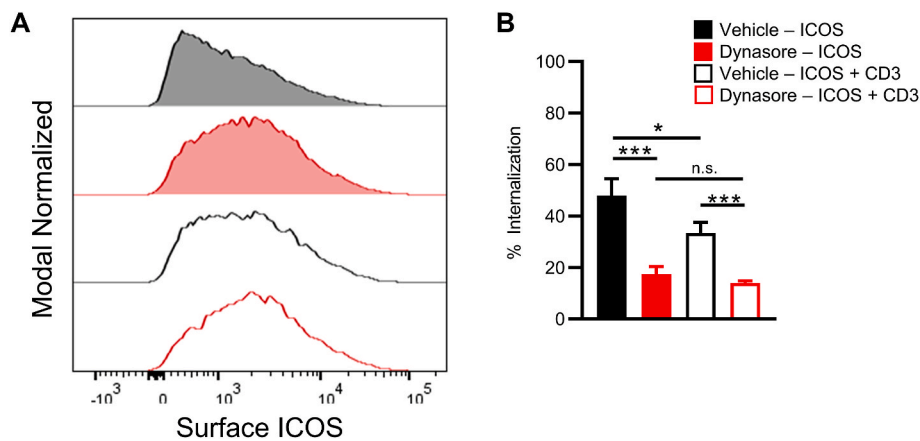 A
Modal Normalized
-10³ 0 10³ 10⁴ 10⁵
Surface ICOS
B
Vehicle – ICOS
Dynasore – ICOS
Vehicle – ICOS + CD3
Dynasore – ICOS + CD3
% Internalization
100
80
60
40
20
0
*
***
n.s.
***